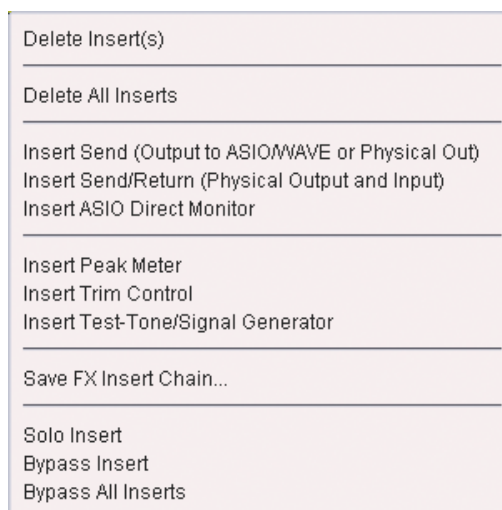 Delete Insert(s)
Delete All Inserts
Insert Send (Output to ASIO/WAVE or Physical Out)
Insert Send/Return (Physical Output and Input)
Insert ASIO Direct Monitor
Insert Peak Meter
Insert Trim Control
Insert Test-Tone/Signal Generator
Save FX Insert Chain...
Solo Insert
Bypass Insert
Bypass All Inserts